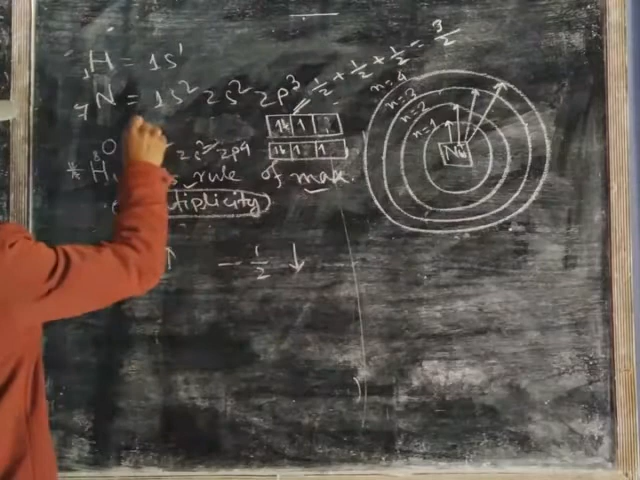 ₁H = 1s¹
₇N = 1s² 2s² 2p³ ½ + ½ + ½ = 3/2
₈O 2s² 2p4
rule of max.
tiplicity)
↑ - ½ ↓
n=4
n=3
n=2
n=1